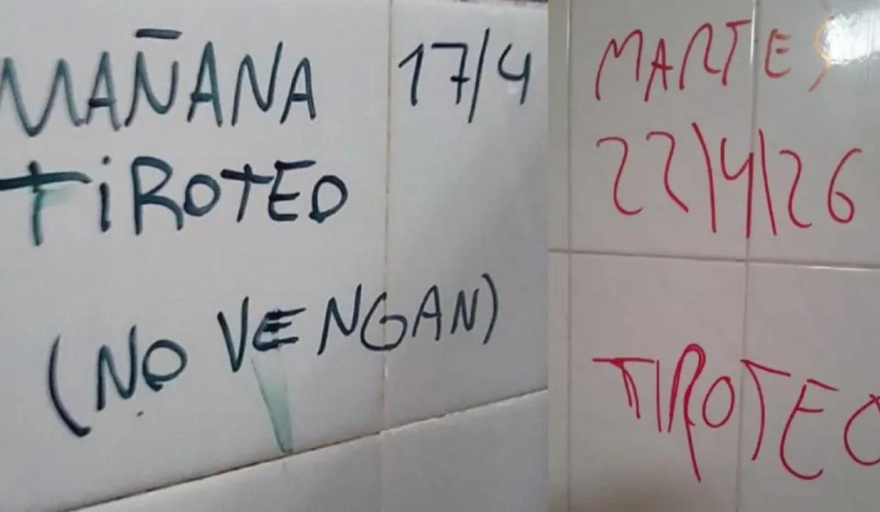 MAÑANA 17/4
TIROTEO
(NO VENGAN)
MARTES
22/4/26
TIROTEO